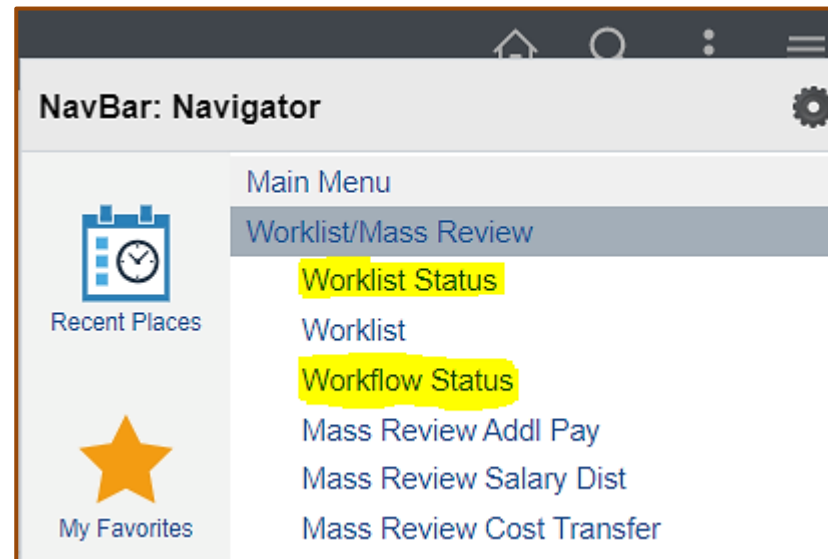 NavBar: Navigator
Main Menu
Worklist/Mass Review
Worklist Status
Worklist
Workflow Status
Mass Review Addl Pay
Mass Review Salary Dist
Mass Review Cost Transfer
Recent Places
My Favorites